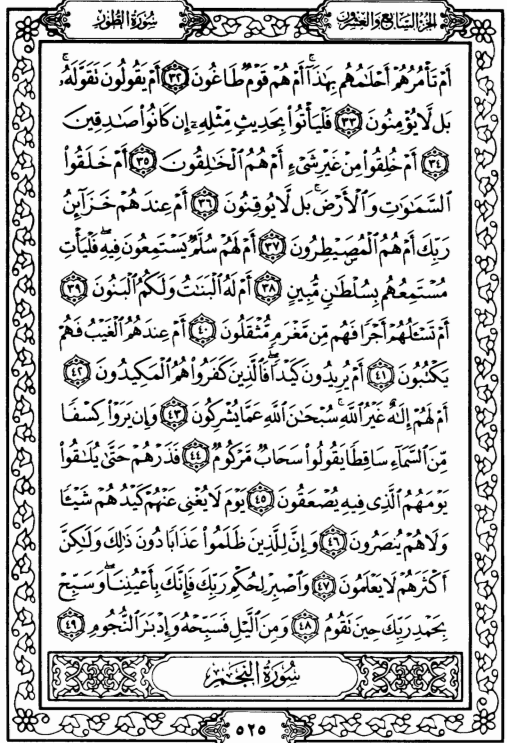 الجزء السابع والعشرون
سورة الطور
أَمْ تَأْمُرُهُمْ أَحْلَٰمُهُم بِهَٰذَآ ۚ أَمْ هُمْ قَوْمٌ طَاغُونَ ٣٢ أَمْ يَقُولُونَ تَقَوَّلَهُۥ ۚ
بَل لَّا يُؤْمِنُونَ ٣٣ فَلْيَأْتُوا۟ بِحَدِيثٍ مِّثْلِهِۦٓ إِن كَانُوا۟ صَٰدِقِينَ
٣٤ أَمْ خُلِقُوا۟ مِنْ غَيْرِ شَىْءٍ أَمْ هُمُ ٱلْخَٰلِقُونَ ٣٥ أَمْ خَلَقُوا۟
ٱلسَّمَٰوَٰتِ وَٱلْأَرْضَ ۚ بَل لَّا يُوقِنُونَ ٣٦ أَمْ عِندَهُمْ خَزَآئِنُ
رَبِّكَ أَمْ هُمُ ٱلْمُصَۣيْطِرُونَ ٣٧ أَمْ لَهُمْ سُلَّمٌ يَسْتَمِعُونَ فِيهِ ۖ فَلْيَأْتِ
مُسْتَمِعُهُم بِسُلْطَٰنٍ مُّبِينٍ ٣٨ أَمْ لَهُ ٱلْبَنَٰتُ وَلَكُمُ ٱلْبَنُونَ ٣٩
أَمْ تَسْـَٔلُهُمْ أَجْرًا فَهُم مِّن مَّغْرَمٍ مُّثْقَلُونَ ٤٠ أَمْ عِندَهُمُ ٱلْغَيْبُ فَهُمْ
يَكْتُبُونَ ٤١ أَمْ يُرِيدُونَ كَيْدًا ۖ فَٱلَّذِينَ كَفَرُوا۟ هُمُ ٱلْمَكِيدُونَ ٤٢
أَمْ لَهُمْ إِلَٰهٌ غَيْرُ ٱللَّهِ ۚ سُبْحَٰنَ ٱللَّهِ عَمَّا يُشْرِكُونَ ٤٣ وَإِن يَرَوْا۟ كِسْفًا
مِّنَ ٱلسَّمَآءِ سَاقِطًا يَقُولُوا۟ سَحَابٌ مَّرْكُومٌ ٤٤ فَذَرْهُمْ حَتَّىٰ يُلَٰقُوا۟
يَوْمَهُمُ ٱلَّذِى فِيهِ يُصْعَقُونَ ٤٥ يَوْمَ لَا يُغْنِى عَنْهُمْ كَيْدُهُمْ شَيْـًٔا
وَلَا هُمْ يُنصَرُونَ ٤٦ وَإِنَّ لِلَّذِينَ ظَلَمُوا۟ عَذَابًا دُونَ ذَٰلِكَ وَلَٰكِنَّ
أَكْثَرَهُمْ لَا يَعْلَمُونَ ٤٧ وَٱصْبِرْ لِحُكْمِ رَبِّكَ فَإِنَّكَ بِأَعْيُنِنَا ۖ وَسَبِّحْ
بِحَمْدِ رَبِّكَ حِينَ تَقُومُ ٤٨ وَمِنَ ٱلَّيْلِ فَسَبِّحْهُ وَإِدْبَٰرَ ٱلنُّجُومِ ٤٩
سُورَةُ النَّجْمِ
٥٢٥